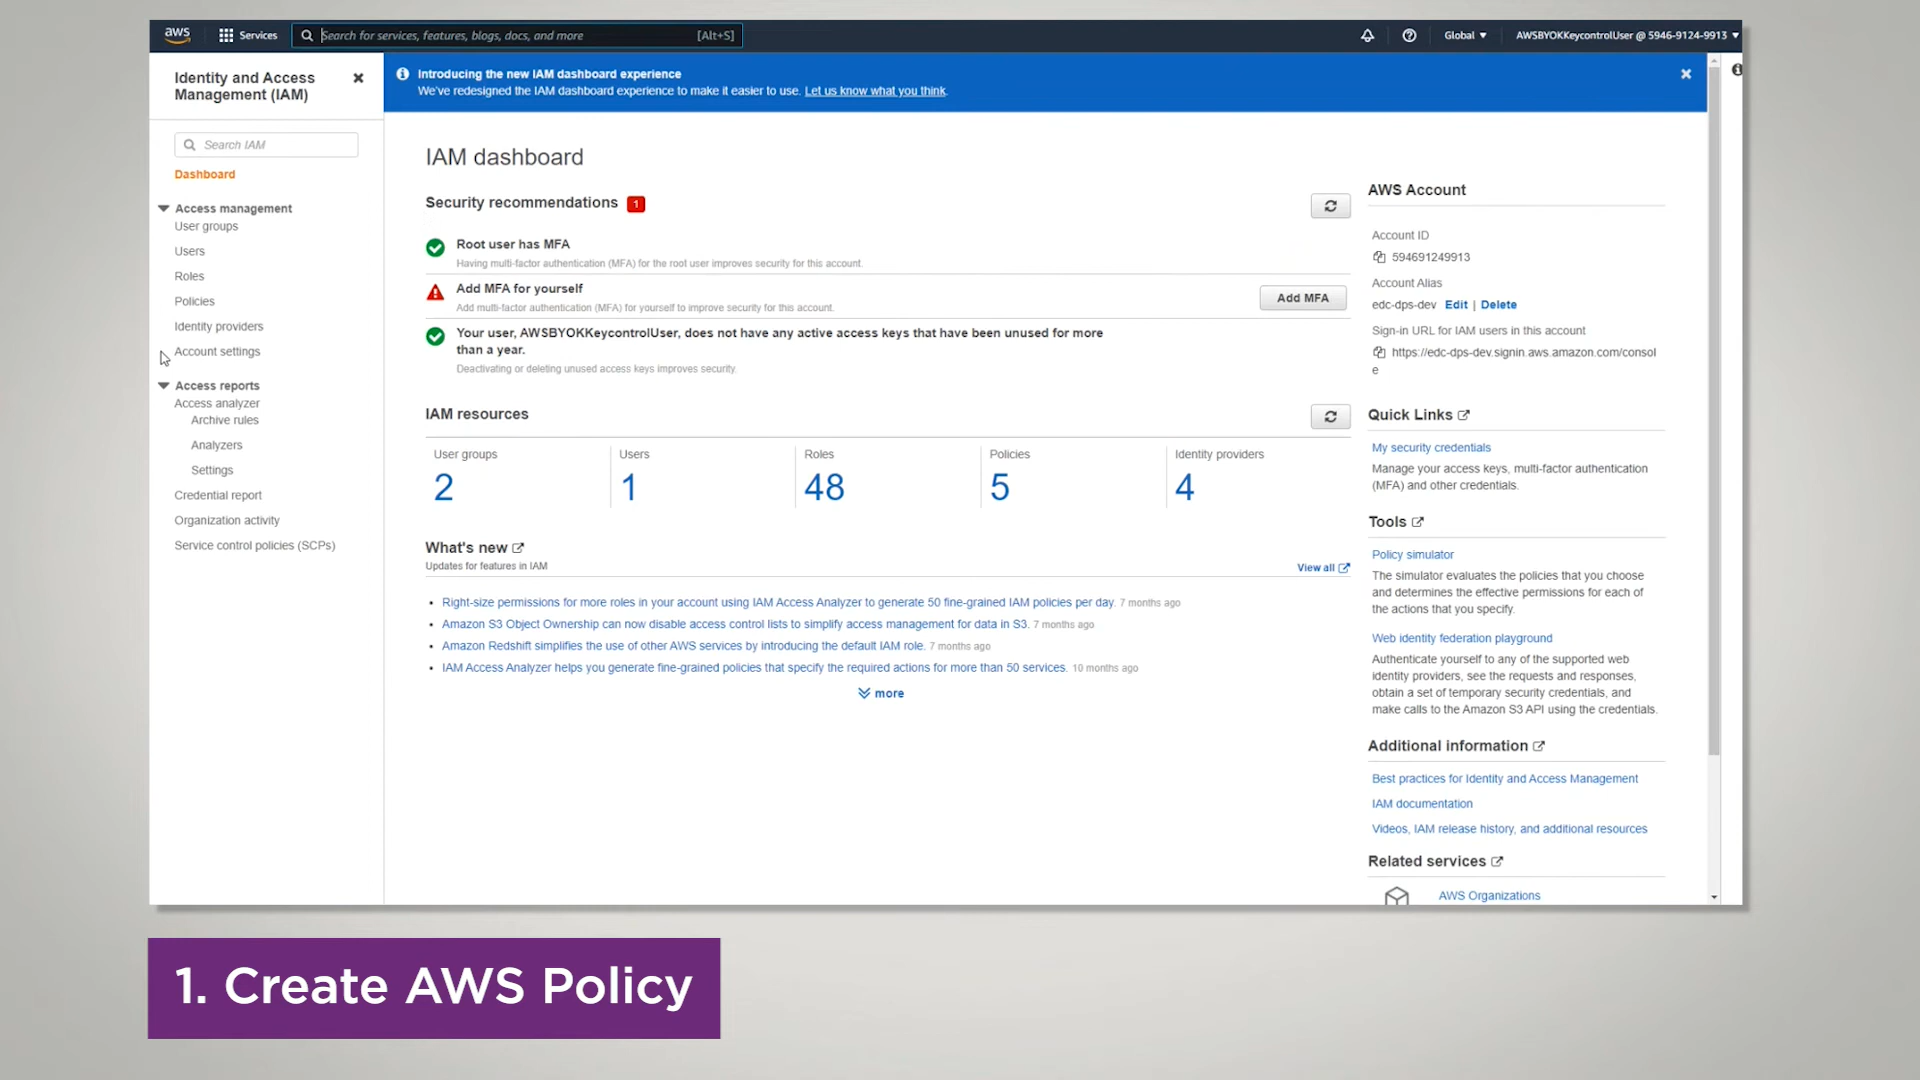 aws
Services
Search for services, features, blogs, docs, and more
[Alt+S]
Global
AWSBYOKKeycontrolUser @ 5946-9124-9913
Identity and Access
Management (IAM)
Search IAM
Dashboard
Access management
User groups
Users
Roles
Policies
Identity providers
Account settings
Access reports
Access analyzer
Archive rules
Analyzers
Settings
Credential report
Organization activity
Service control policies (SCPs)
Introducing the new IAM dashboard experience
We've redesigned the IAM dashboard experience to make it easier to use. Let us know what you think.
IAM dashboard
Security recommendations 1
Root user has MFA
Having multi-factor authentication (MFA) for the root user improves security for this account.
Add MFA for yourself
Add multi-factor authentication (MFA) for yourself to improve security for this account.
Add MFA
Your user, AWSBYOKKeycontrolUser, does not have any active access keys that have been unused for more
than a year.
Deactivating or deleting unused access keys improves security.
IAM resources
User groups
2
Users
1
Roles
48
Policies
5
Identity providers
4
What's new
Updates for features in IAM
View all
• Right-size permissions for more roles in your account using IAM Access Analyzer to generate 50 fine-grained IAM policies per day. 7 months ago
• Amazon S3 Object Ownership can now disable access control lists to simplify access management for data in S3. 7 months ago
• Amazon Redshift simplifies the use of other AWS services by introducing the default IAM role. 7 months ago
• IAM Access Analyzer helps you generate fine-grained policies that specify the required actions for more than 50 services. 10 months ago
more
AWS Account
Account ID
594691249913
Account Alias
edc-dps-dev Edit | Delete
Sign-in URL for IAM users in this account
https://edc-dps-dev.signin.aws.amazon.com/consol
e
Quick Links
My security credentials
Manage your access keys, multi-factor authentication
(MFA) and other credentials.
Tools
Policy simulator
The simulator evaluates the policies that you choose
and determines the effective permissions for each of
the actions that you specify.
Web identity federation playground
Authenticate yourself to any of the supported web
identity providers, see the requests and responses,
obtain a set of temporary security credentials, and
make calls to the Amazon S3 API using the credentials.
Additional information
Best practices for Identity and Access Management
IAM documentation
Videos, IAM release history, and additional resources
Related services
AWS Organizations
1. Create AWS Policy